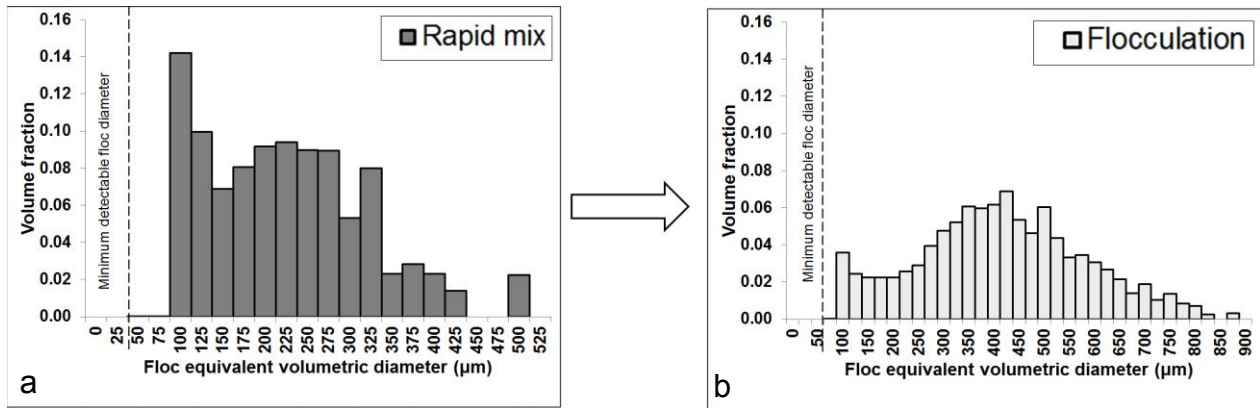 Rapid mix
0.16
0.14
0.12
0.10
0.08
0.06
0.04
0.02
0.00
Volume fraction
Minimum detectable floc diameter
0 25 50 75 100 125 150 175 200 225 250 275 300 325 350 375 400 425 450 475 500 525
Floc equivalent volumetric diameter (µm)
a
Flocculation
0.16
0.14
0.12
0.10
0.08
0.06
0.04
0.02
0.00
Volume fraction
Minimum detectable floc diameter
0 50 100 150 200 250 300 350 400 450 500 550 600 650 700 750 800 850 900
Floc equivalent volumetric diameter (µm)
b